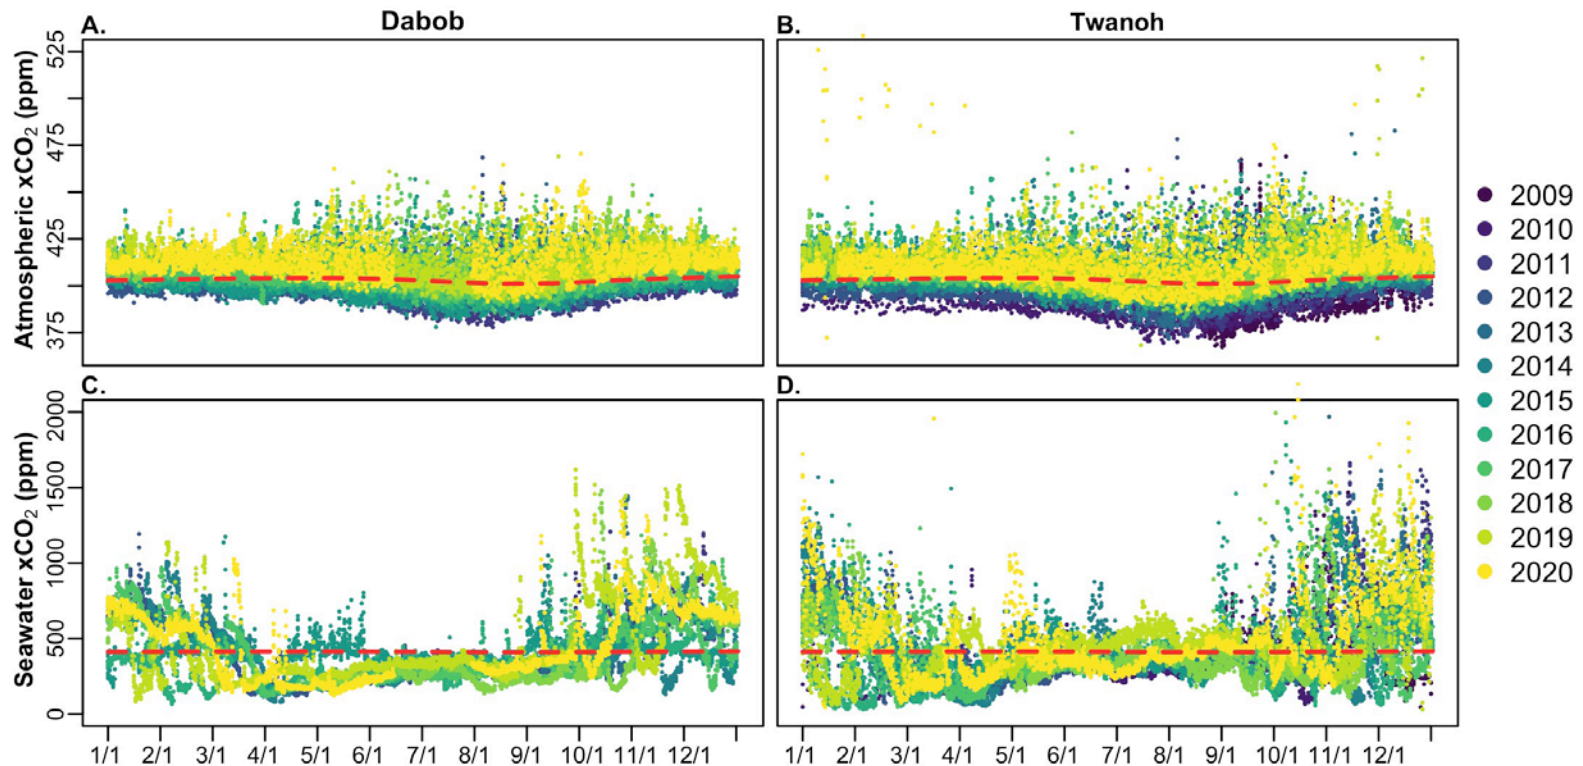 A.
Dabob
B.
Twanoh
Atmospheric xCO₂ (ppm)
525
475
425
375
C.
D.
Seawater xCO₂ (ppm)
2000
1500
1000
500
0
1/1 2/1 3/1 4/1 5/1 6/1 7/1 8/1 9/1 10/1 11/1 12/1
1/1 2/1 3/1 4/1 5/1 6/1 7/1 8/1 9/1 10/1 11/1 12/1
2009
2010
2011
2012
2013
2014
2015
2016
2017
2018
2019
2020